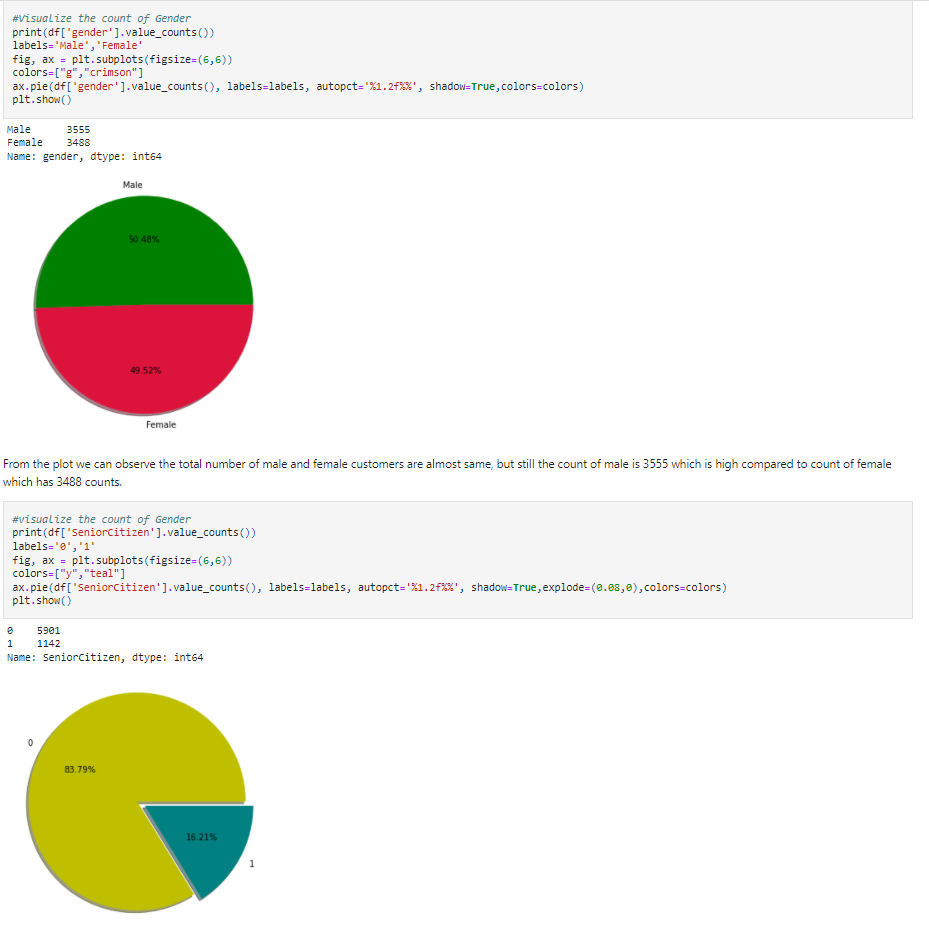 #Visualize the count of Gender
print(df['gender'].value_counts())
labels='Male','Female'
fig, ax = plt.subplots(figsize=(6,6))
colors=["g","crimson"]
ax.pie(df['gender'].value_counts(), labels=labels, autopct='%1.2f%%', shadow=True,colors=colors)
plt.show()
Male 3555
Female 3488
Name: gender, dtype: int64
Male
50.48%
49.52%
Female
From the plot we can observe the total number of male and female customers are almost same, but still the count of male is 3555 which is high compared to count of female
which has 3488 counts.
#visualize the count of Gender
print(df['SeniorCitizen'].value_counts())
labels='0','1'
fig, ax = plt.subplots(figsize=(6,6))
colors=["y","teal"]
ax.pie(df['SeniorCitizen'].value_counts(), labels=labels, autopct='%1.2f%%', shadow=True,explode=(0.08,0),colors=colors)
plt.show()
0 5901
1 1142
Name: SeniorCitizen, dtype: int64
0
83.79%
16.21%
1